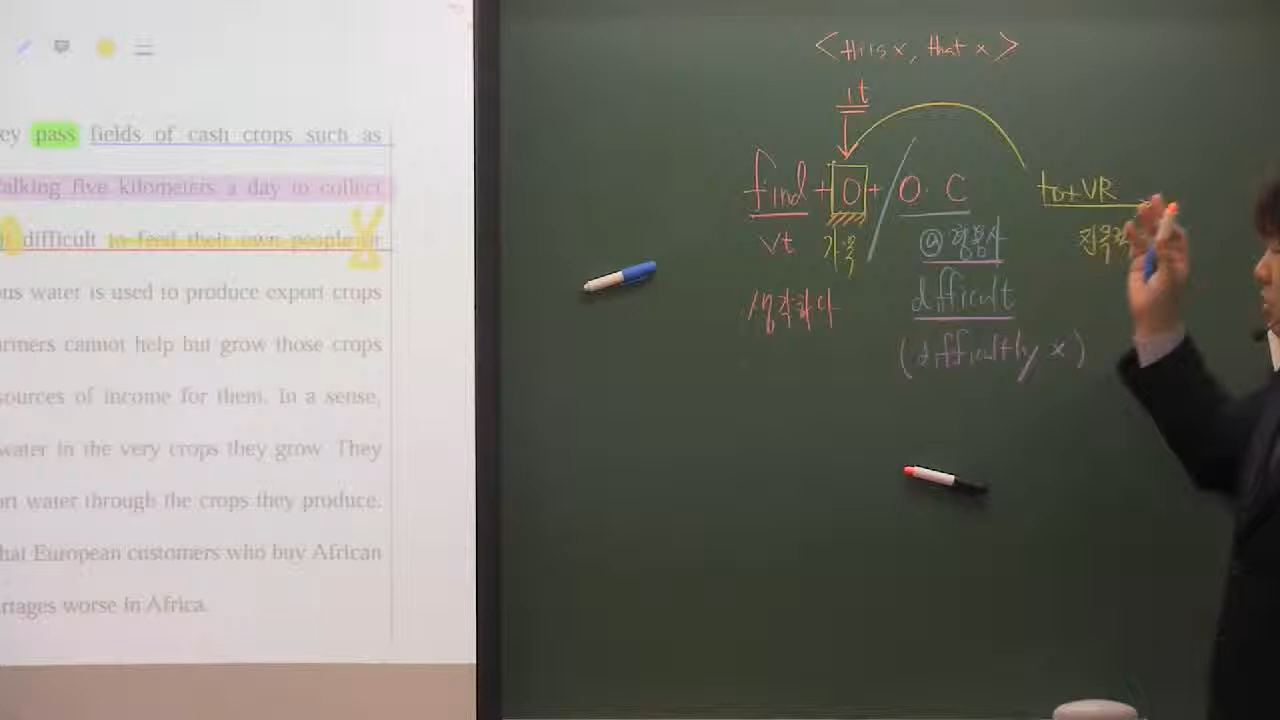 ey pass fields of cash crops such as
alking five kilometers a day to collect
difficult to feed their own people or
ous water is used to produce export crops
armers cannot help but grow those crops
sources of income for them. In a sense,
water in the very crops they grow. They
ort water through the crops they produce.
hat European customers who buy African
rtages worse in Africa.
<this x, that x>
it
find + O + O. C to+VR
vt 가목 ⓐ 형용사 진목
생각하다 difficult
(difficultly x)